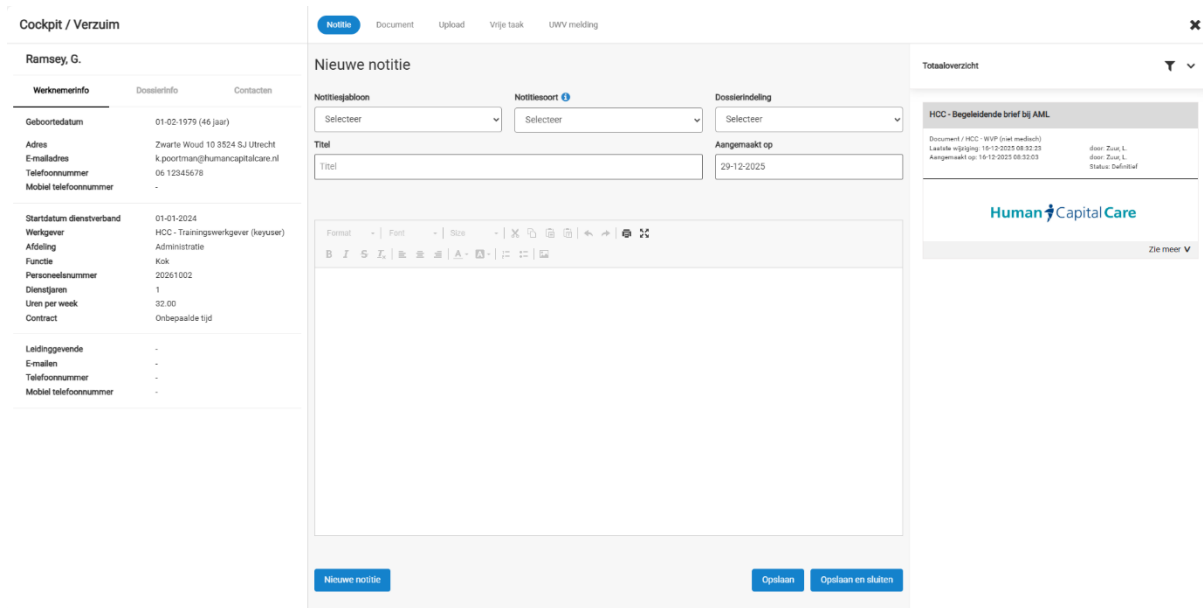 Cockpit / Verzuim
Ramsey, G.
Werknemerinfo Dossierinfo Contacten
Geboortedatum 01-02-1979 (46 jaar)
Adres Zwarte Woud 10 3524 SJ Utrecht
E-mailadres k.poortman@humancapitalcare.nl
Telefoonnummer 06 12345678
Mobiel telefoonnummer -
Startdatum dienstverband 01-01-2024
Werkgever HCC - Trainingswerkgever (keyuser)
Afdeling Administratie
Functie Kok
Personeelsnummer 20261002
Dienstjaren 1
Uren per week 32.00
Contract Onbepaalde tijd
Leidinggevende -
E-mailen -
Telefoonnummer -
Mobiel telefoonnummer -
Notitie Document Upload Vrije taak UWV melding
Nieuwe notitie
Notitiesjabloon Notitiesoort Dossierindeling
Selecteer Selecteer Selecteer
Titel Aangemaakt op
Titel 29-12-2025
Format Font Size
B I S Ix A A
Nieuwe notitie Opslaan Opslaan en sluiten
Totaaloverzicht
HCC - Begeleidende brief bij AML
Document / HCC - WVP (niet medisch)
Laatste wijziging: 16-12-2025 08:32:23 door: Zuur, L.
Aangemaakt op: 16-12-2025 08:32:03 door: Zuur, L.
Status: Definitief
Human Capital Care
Zie meer